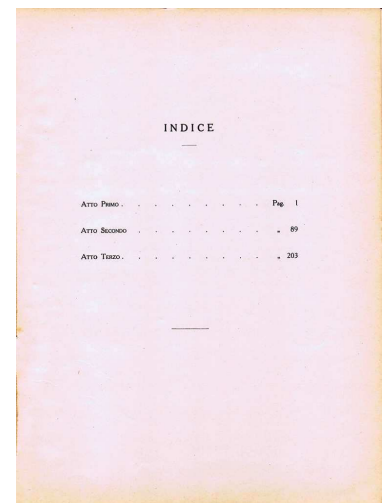 INDICE
Atto Primo . . . . . . . . Pag. 1
Atto Secondo . . . . . . . . „ 89
Atto Terzo . . . . . . . . „ 203